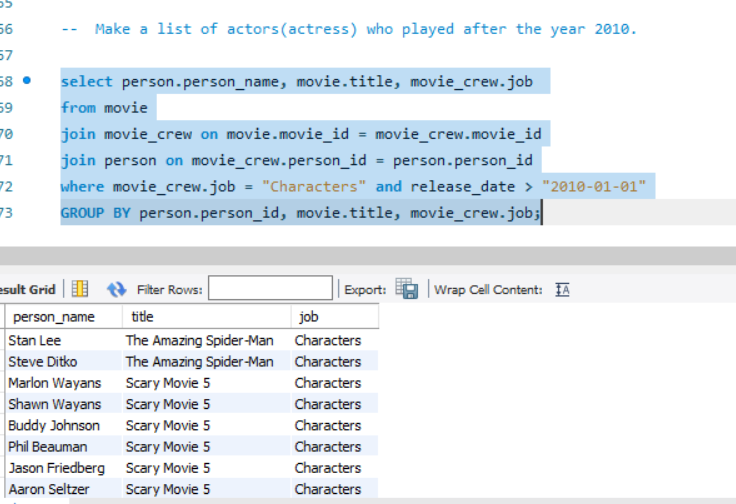 65
66 -- Make a list of actors(actress) who played after the year 2010.
67
68 select person.person_name, movie.title, movie_crew.job
69 from movie
70 join movie_crew on movie.movie_id = movie_crew.movie_id
71 join person on movie_crew.person_id = person.person_id
72 where movie_crew.job = "Characters" and release_date > "2010-01-01"
73 GROUP BY person.person_id, movie.title, movie_crew.job;
esult Grid Filter Rows: Export: Wrap Cell Content: IA
person_name title job
Stan Lee The Amazing Spider-Man Characters
Steve Ditko The Amazing Spider-Man Characters
Marlon Wayans Scary Movie 5 Characters
Shawn Wayans Scary Movie 5 Characters
Buddy Johnson Scary Movie 5 Characters
Phil Beauman Scary Movie 5 Characters
Jason Friedberg Scary Movie 5 Characters
Aaron Seltzer Scary Movie 5 Characters